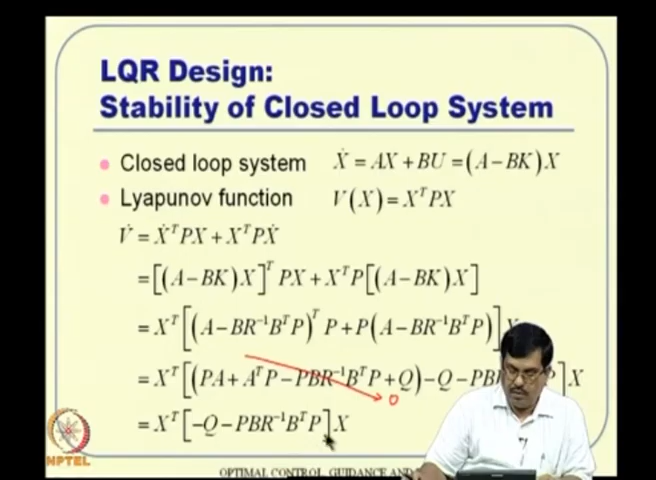 LQR Design:
Stability of Closed Loop System
Closed loop system Ẋ = AX + BU = (A − BK) X
Lyapunov function V(X) = XᵀPX
V̇ = ẊᵀPX + XᵀPẊ
= [(A − BK) X]ᵀ PX + XᵀP[(A − BK) X]
= Xᵀ [(A − BR⁻¹BᵀP)ᵀ P + P(A − BR⁻¹BᵀP)]
= Xᵀ [(PA + AᵀP − PBR⁻¹BᵀP + Q) − Q − ] X
0
= Xᵀ [−Q − PBR⁻¹BᵀP] X
NPTEL
OPTIMAL CONTROL, GUIDANCE AND